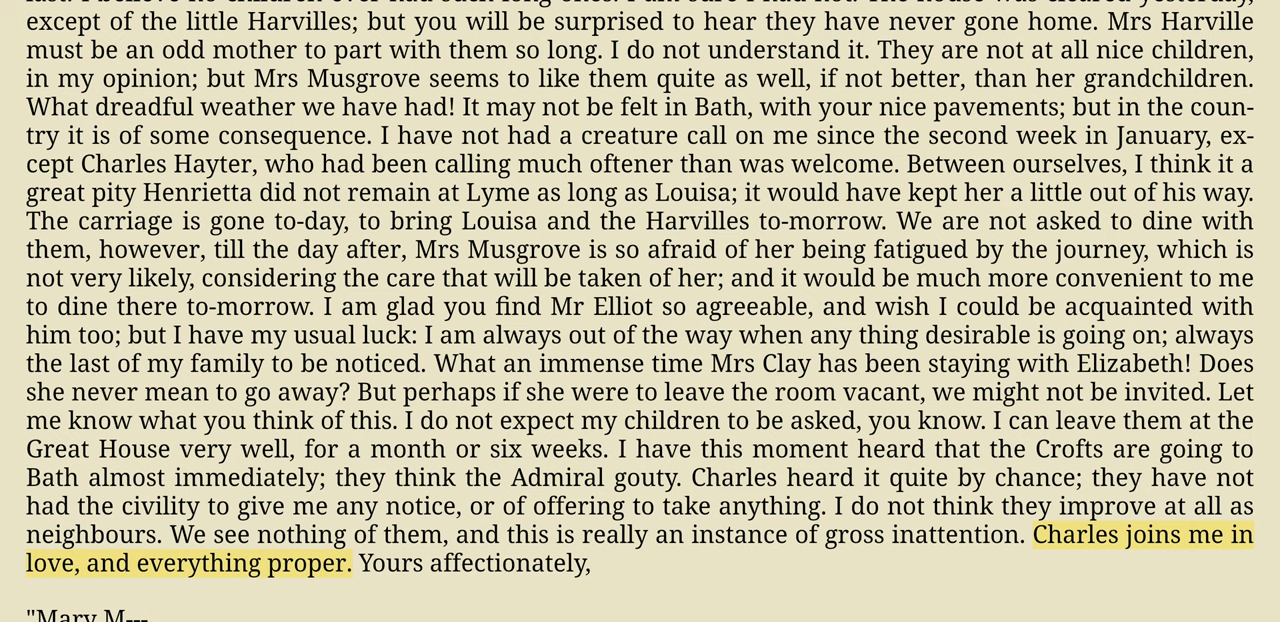 except of the little Harvilles; but you will be surprised to hear they have never gone home. Mrs Harville
must be an odd mother to part with them so long. I do not understand it. They are not at all nice children,
in my opinion; but Mrs Musgrove seems to like them quite as well, if not better, than her grandchildren.
What dreadful weather we have had! It may not be felt in Bath, with your nice pavements; but in the coun-
try it is of some consequence. I have not had a creature call on me since the second week in January, ex-
cept Charles Hayter, who had been calling much oftener than was welcome. Between ourselves, I think it a
great pity Henrietta did not remain at Lyme as long as Louisa; it would have kept her a little out of his way.
The carriage is gone to-day, to bring Louisa and the Harvilles to-morrow. We are not asked to dine with
them, however, till the day after, Mrs Musgrove is so afraid of her being fatigued by the journey, which is
not very likely, considering the care that will be taken of her; and it would be much more convenient to me
to dine there to-morrow. I am glad you find Mr Elliot so agreeable, and wish I could be acquainted with
him too; but I have my usual luck: I am always out of the way when any thing desirable is going on; always
the last of my family to be noticed. What an immense time Mrs Clay has been staying with Elizabeth! Does
she never mean to go away? But perhaps if she were to leave the room vacant, we might not be invited. Let
me know what you think of this. I do not expect my children to be asked, you know. I can leave them at the
Great House very well, for a month or six weeks. I have this moment heard that the Crofts are going to
Bath almost immediately; they think the Admiral gouty. Charles heard it quite by chance; they have not
had the civility to give me any notice, or of offering to take anything. I do not think they improve at all as
neighbours. We see nothing of them, and this is really an instance of gross inattention. Charles joins me in
love, and everything proper. Yours affectionately,
"Mary M---